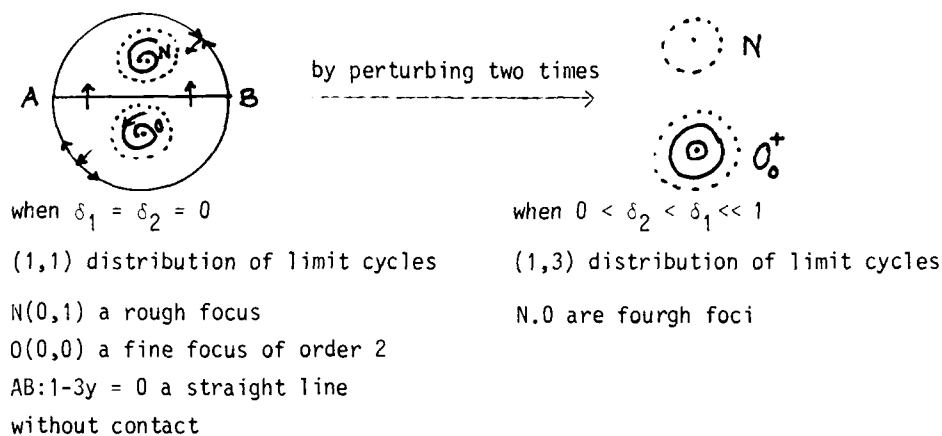 N
by perturbing two times
N
A
B
O
O₀⁺
when δ₁ = δ₂ = 0
when 0 < δ₂ < δ₁ << 1
(1,1) distribution of limit cycles
(1,3) distribution of limit cycles
N(0,1) a rough focus
N.O are fourgh foci
O(0,0) a fine focus of order 2
AB:1-3y = 0 a straight line
without contact